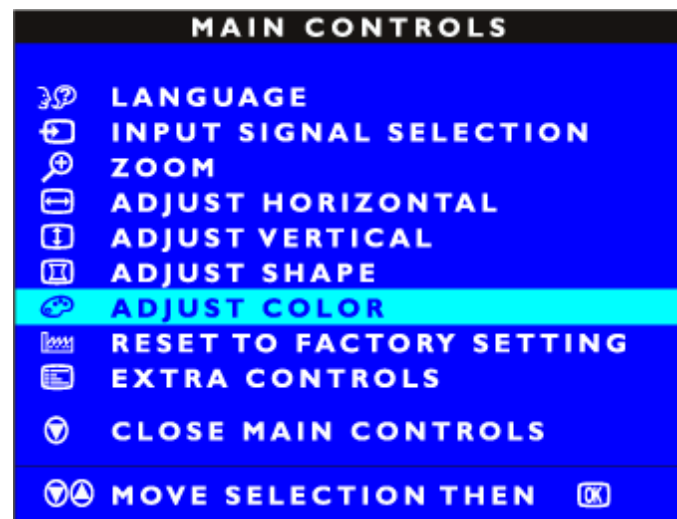 MAIN CONTROLS
LANGUAGE
INPUT SIGNAL SELECTION
ZOOM
ADJUST HORIZONTAL
ADJUST VERTICAL
ADJUST SHAPE
ADJUST COLOR
RESET TO FACTORY SETTING
EXTRA CONTROLS
CLOSE MAIN CONTROLS
MOVE SELECTION THEN OK